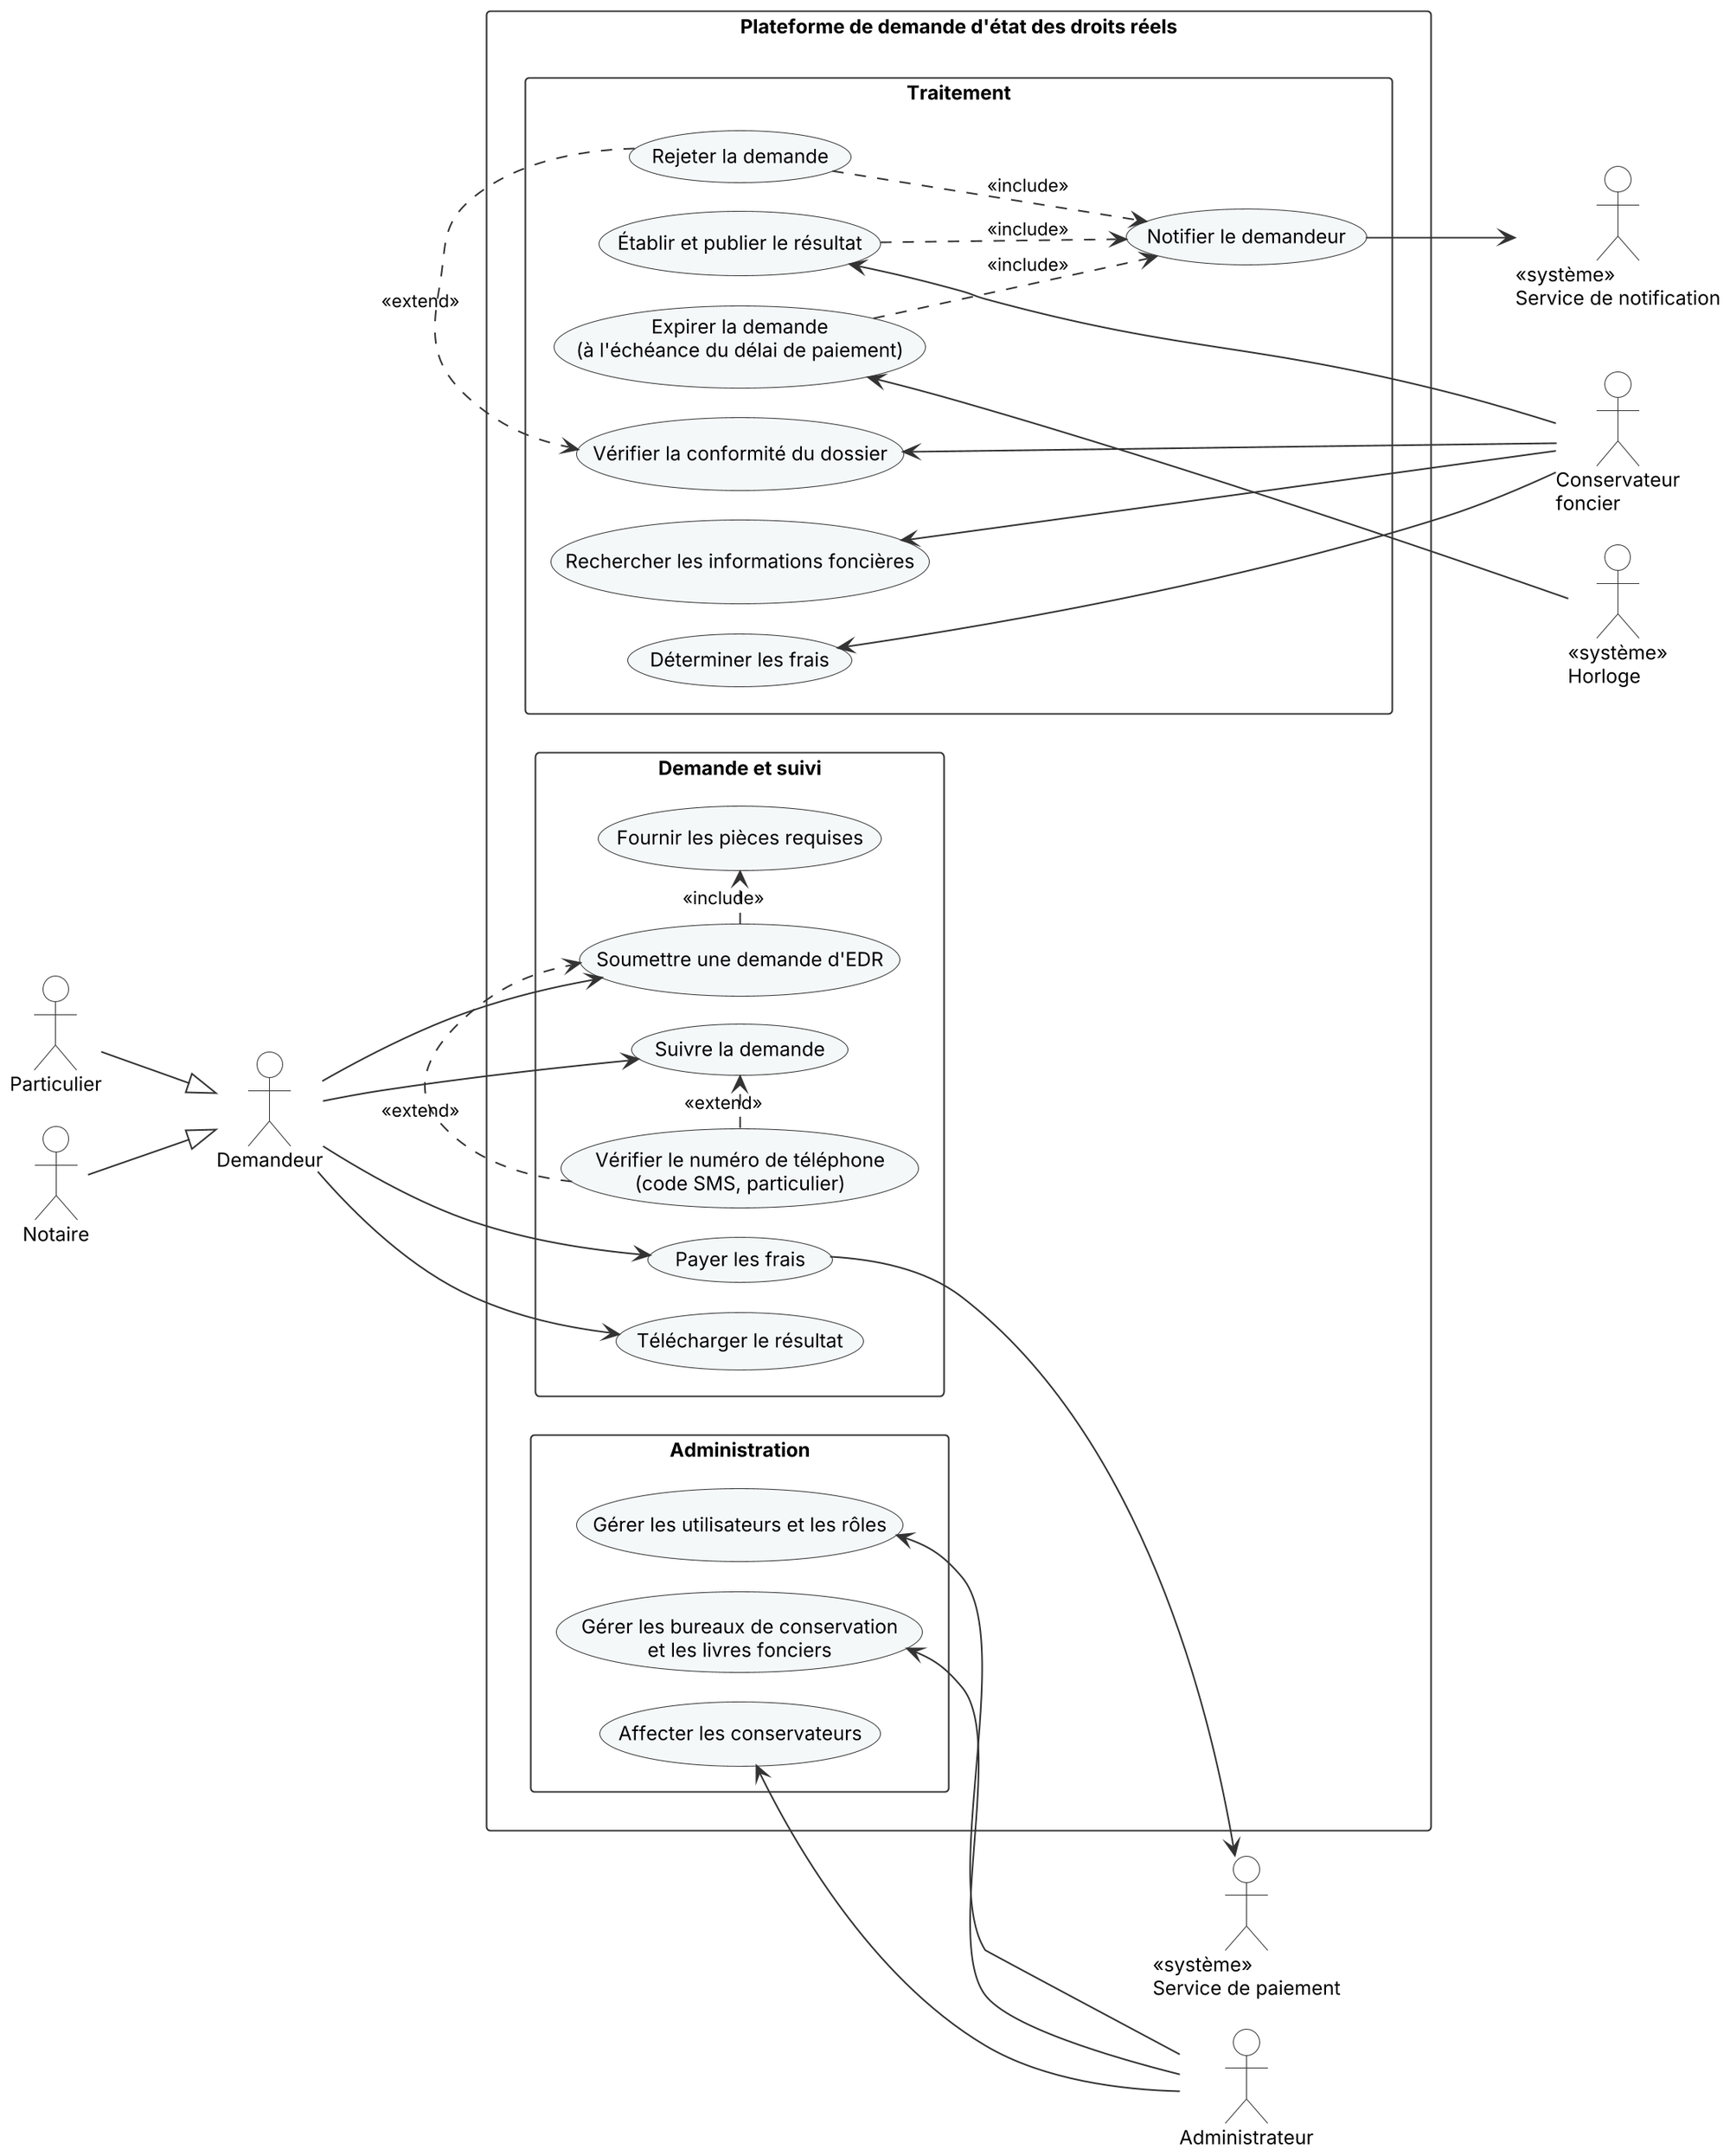 Plateforme de demande d'état des droits réels
Traitement
Rejeter la demande
«include»
Établir et publier le résultat
«include»
Notifier le demandeur
«include»
«système»
Service de notification
«extend»
Expirer la demande
(à l'échéance du délai de paiement)
Vérifier la conformité du dossier
Conservateur
foncier
Rechercher les informations foncières
Déterminer les frais
«système»
Horloge
Demande et suivi
Fournir les pièces requises
«include»
Soumettre une demande d'EDR
Suivre la demande
«extend»
«extend»
Particulier
Demandeur
Notaire
Vérifier le numéro de téléphone
(code SMS, particulier)
Payer les frais
Télécharger le résultat
Administration
Gérer les utilisateurs et les rôles
Gérer les bureaux de conservation
et les livres fonciers
Affecter les conservateurs
«système»
Service de paiement
Administrateur